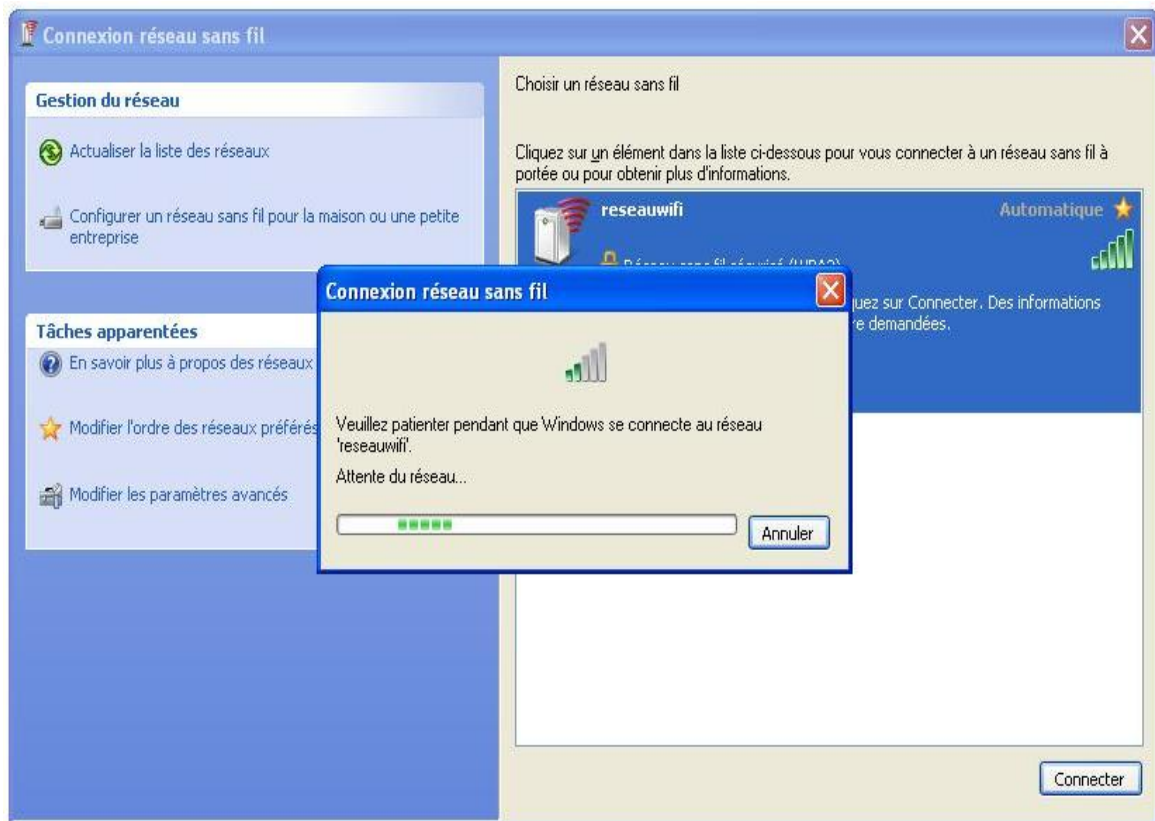 Connexion réseau sans fil
Gestion du réseau
Actualiser la liste des réseaux
Configurer un réseau sans fil pour la maison ou une petite
entreprise
Tâches apparentées
En savoir plus à propos des réseaux
Modifier l'ordre des réseaux préférés
Modifier les paramètres avancés
Choisir un réseau sans fil
Cliquez sur un élément dans la liste ci-dessous pour vous connecter à un réseau sans fil à
portée ou pour obtenir plus d'informations.
reseauwifi Automatique
Réseau sans fil sécurisé (WPA2)
uez sur Connecter. Des informations
re demandées.
Connexion réseau sans fil
Veuillez patienter pendant que Windows se connecte au réseau
'reseauwifi'.
Attente du réseau...
Annuler
Connecter